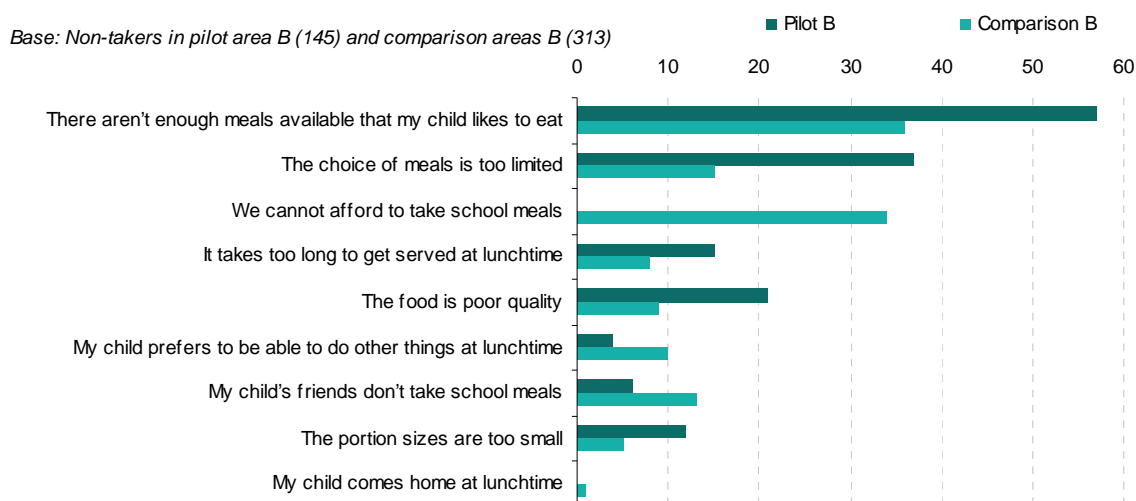 Pilot B Comparison B
Base: Non-takers in pilot area B (145) and comparison areas B (313)
0 10 20 30 40 50 60
There aren't enough meals available that my child likes to eat
The choice of meals is too limited
We cannot afford to take school meals
It takes too long to get served at lunchtime
The food is poor quality
My child prefers to be able to do other things at lunchtime
My child's friends don't take school meals
The portion sizes are too small
My child comes home at lunchtime